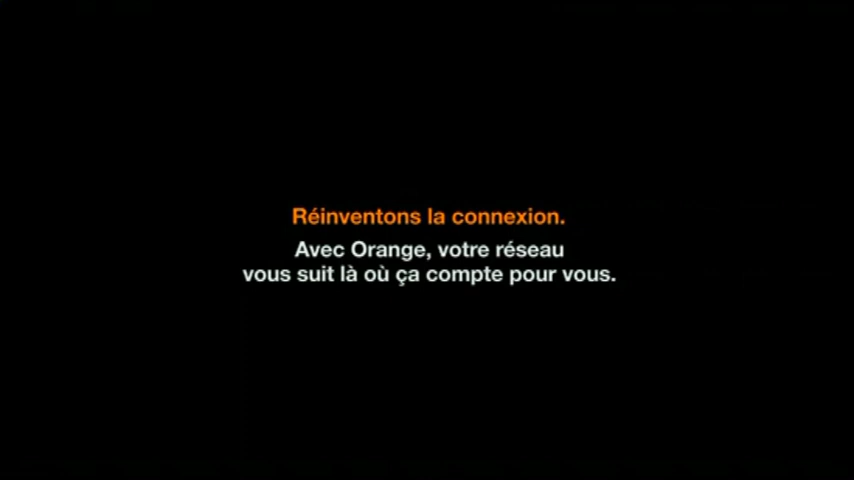 Réinventons la connexion.
Avec Orange, votre réseau
vous suit là où ça compte pour vous.